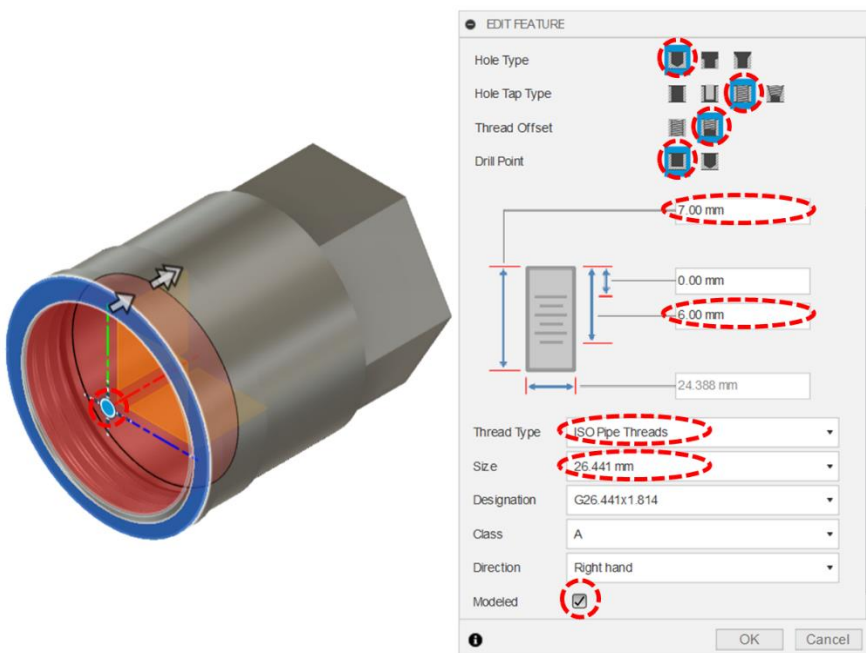 EDIT FEATURE
Hole Type
Hole Tap Type
Thread Offset
Drill Point
7.00 mm
0.00 mm
6.00 mm
24.388 mm
Thread Type ISO Pipe Threads
Size 26.441 mm
Designation G26.441x1.814
Class A
Direction Right hand
Modeled
OK Cancel